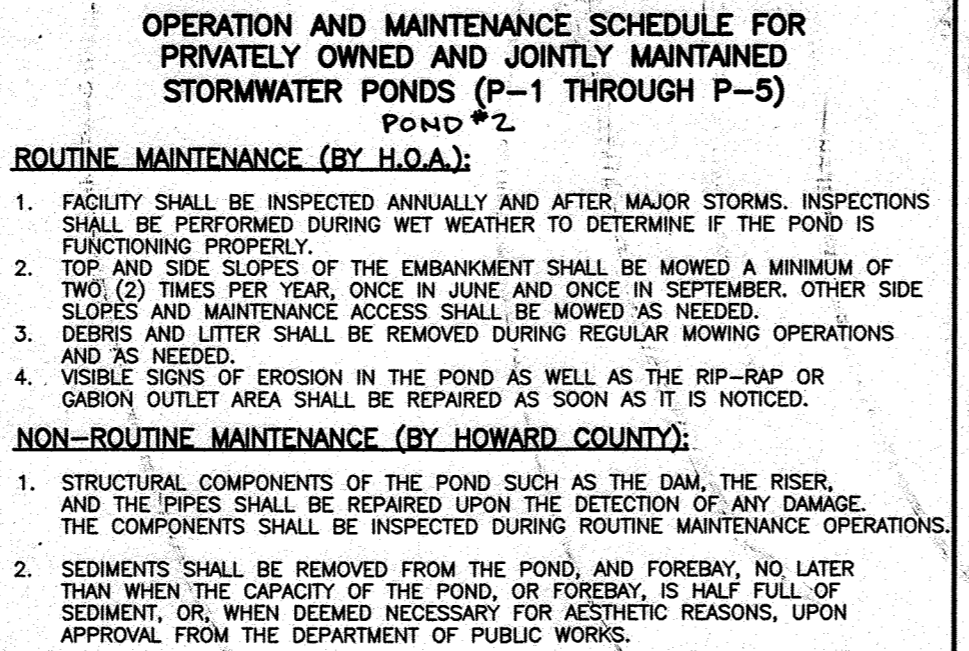 OPERATION AND MAINTENANCE SCHEDULE FOR
PRIVATELY OWNED AND JOINTLY MAINTAINED
STORMWATER PONDS (P-1 THROUGH P-5)
POND #2
ROUTINE MAINTENANCE (BY H.O.A.):
1. FACILITY SHALL BE INSPECTED ANNUALLY AND AFTER MAJOR STORMS. INSPECTIONS
SHALL BE PERFORMED DURING WET WEATHER TO DETERMINE IF THE POND IS
FUNCTIONING PROPERLY.
2. TOP AND SIDE SLOPES OF THE EMBANKMENT SHALL BE MOWED A MINIMUM OF
TWO (2) TIMES PER YEAR, ONCE IN JUNE AND ONCE IN SEPTEMBER. OTHER SIDE
SLOPES AND MAINTENANCE ACCESS SHALL BE MOWED AS NEEDED.
3. DEBRIS AND LITTER SHALL BE REMOVED DURING REGULAR MOWING OPERATIONS
AND AS NEEDED.
4. VISIBLE SIGNS OF EROSION IN THE POND AS WELL AS THE RIP-RAP OR
GABION OUTLET AREA SHALL BE REPAIRED AS SOON AS IT IS NOTICED.
NON-ROUTINE MAINTENANCE (BY HOWARD COUNTY):
1. STRUCTURAL COMPONENTS OF THE POND SUCH AS THE DAM, THE RISER,
AND THE PIPES SHALL BE REPAIRED UPON THE DETECTION OF ANY DAMAGE.
THE COMPONENTS SHALL BE INSPECTED DURING ROUTINE MAINTENANCE OPERATIONS.
2. SEDIMENTS SHALL BE REMOVED FROM THE POND, AND FOREBAY, NO LATER
THAN WHEN THE CAPACITY OF THE POND, OR FOREBAY, IS HALF FULL OF
SEDIMENT, OR, WHEN DEEMED NECESSARY FOR AESTHETIC REASONS, UPON
APPROVAL FROM THE DEPARTMENT OF PUBLIC WORKS.